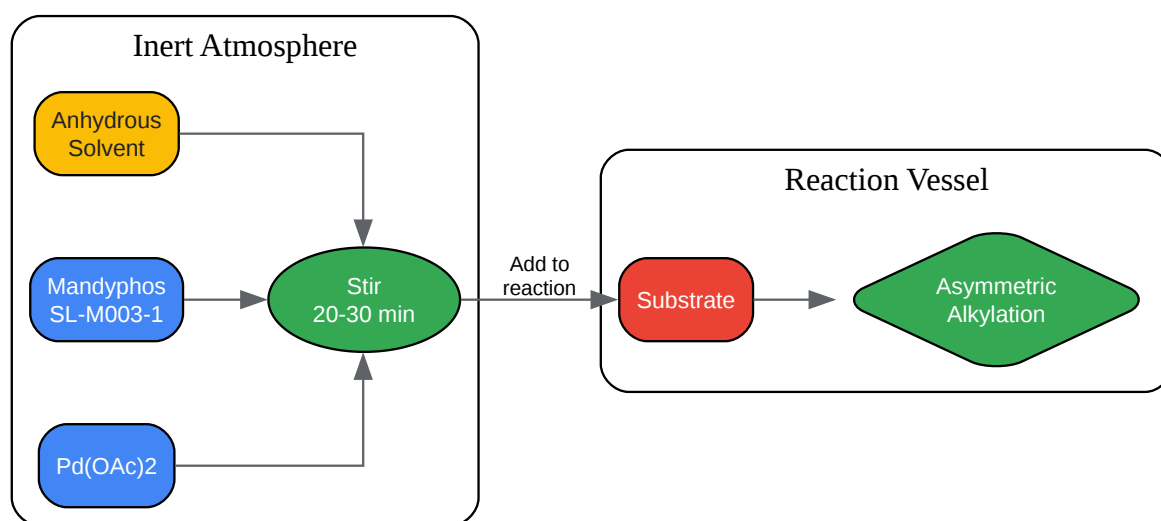 Inert Atmosphere
Anhydrous
Solvent
Mandyphos
SL-M003-1
Pd(OAc)2
Stir
20-30 min
Add to
reaction
Reaction Vessel
Substrate
Asymmetric
Alkylation